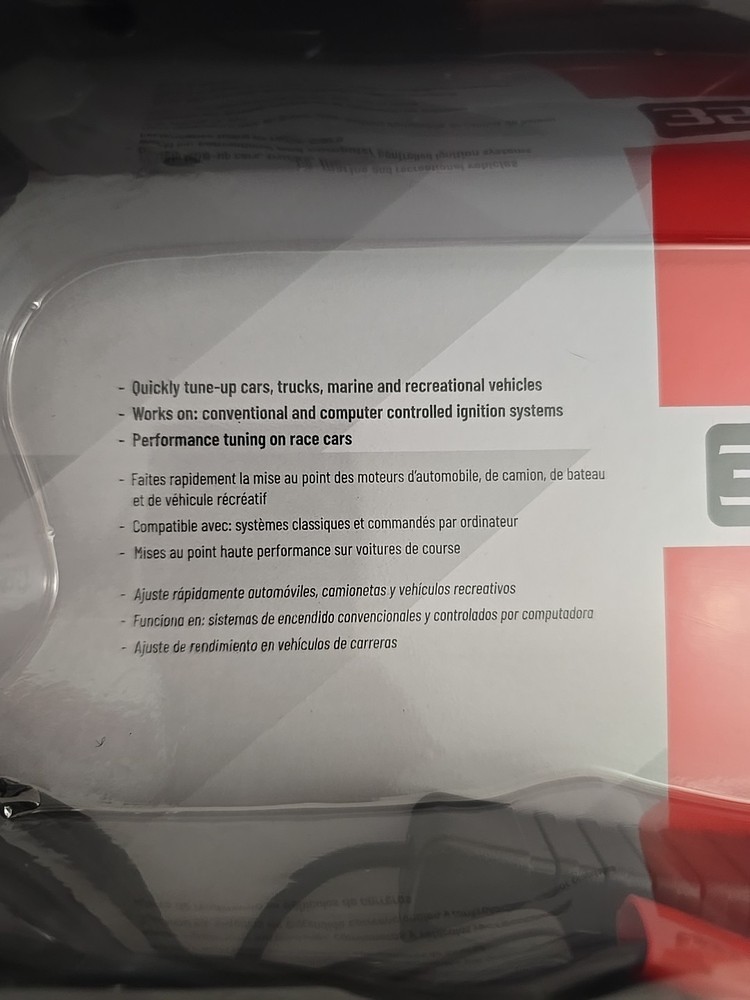 - Quickly tune-up cars, trucks, marine and recreational vehicles
- Works on: conventional and computer controlled ignition systems
- Performance tuning on race cars
- Faites rapidement la mise au point des moteurs d'automobile, de camion, de bateau
et de véhicule récréatif
- Compatible avec: systèmes classiques et commandés par ordinateur
- Mises au point haute performance sur voitures de course
- Ajuste rápidamente automóviles, camionetas y vehículos recreativos
- Funciona en: sistemas de encendido convencionales y controlados por computadora
- Ajuste de rendimiento en vehículos de carreras